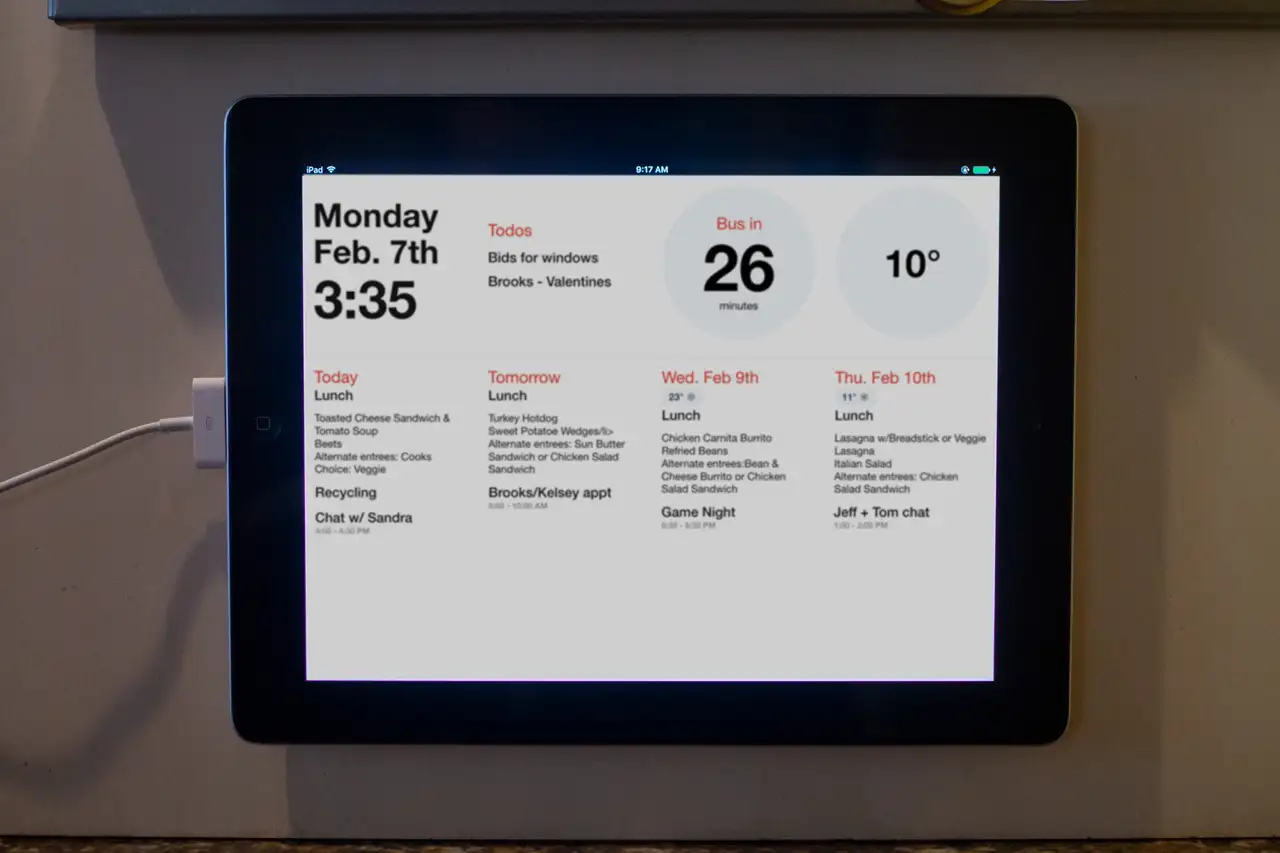 iPad
9:17 AM
Monday
Feb. 7th
3:35
Todos
Bids for windows
Brooks - Valentines
Bus in
26
minutes
10°
Today
Lunch
Toasted Cheese Sandwich &
Tomato Soup
Beets
Alternate entrees: Cooks
Choice: Veggie
Recycling
Chat w/ Sandra
Tomorrow
Lunch
Turkey Hotdog
Sweet Potatoe Wedges/li>
Alternate entrees: Sun Butter
Sandwich or Chicken Salad
Sandwich
Brooks/Kelsey appt
Wed. Feb 9th
23°
Lunch
Chicken Carnita Burrito
Refried Beans
Alternate entrees:Bean &
Cheese Burrito or Chicken
Salad Sandwich
Game Night
Thu. Feb 10th
11°
Lunch
Lasagna w/Breadstick or Veggie
Lasagna
Italian Salad
Alternate entrees: Chicken
Salad Sandwich
Jeff + Tom chat